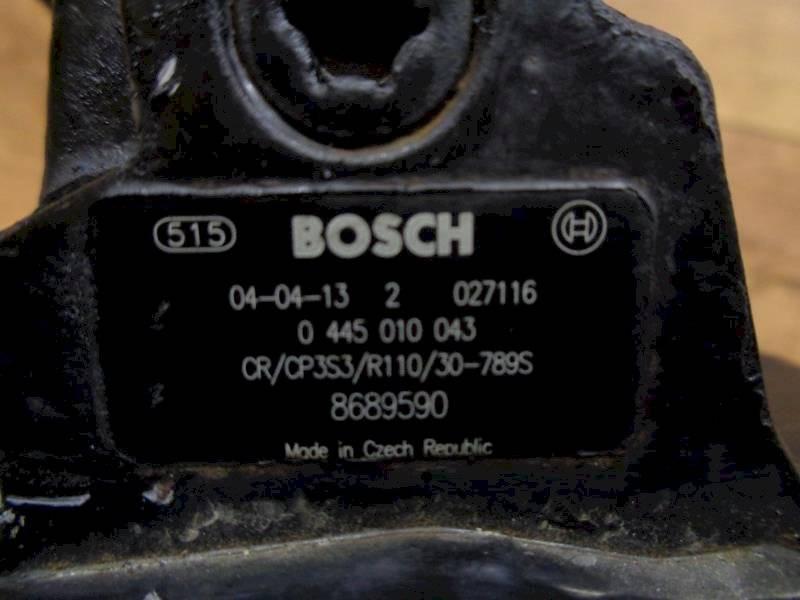 515 BOSCH
04-04-13 2 027116
0 445 010 043
CR/CP3S3/R110/30-789S
8689590
Made in Czech Republic